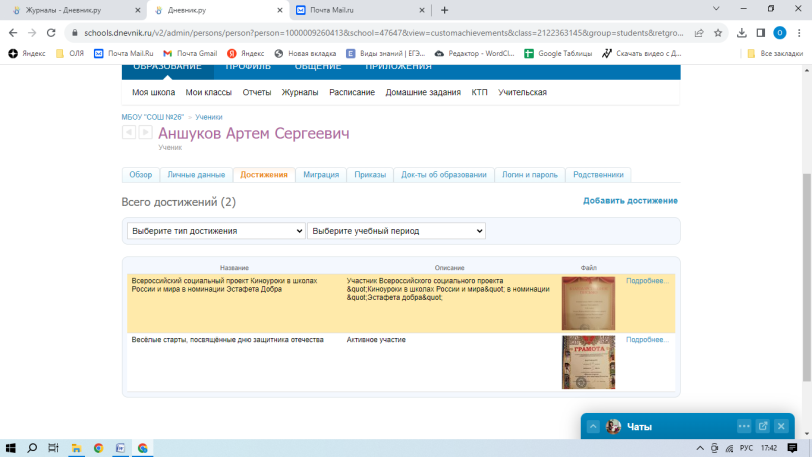 Журналы - Дневник.ру
Дневник.ру
Почта Mail.ru
schools.dnevnik.ru/v2/admin/persons/person?person=1000009260413&school=47647&view=customachievements&class=2122363145&group=students&retgro...
Яндекс
ОЛЯ
Почта Mail.Ru
Почта Gmail
Яндекс
Новая вкладка
Виды знаний | ЕГЭ...
Редактор - WordCl...
Google Таблицы
Скачать видео с Д...
Все закладки
ОБРАЗОВАНИЕ ПРОФИЛЬ ОБЩЕНИЕ ПРИЛОЖЕНИЯ
Моя школа Мои классы Отчеты Журналы Расписание Домашние задания КТП Учительская
МБОУ "СОШ №26" » Ученики
Аншуков Артем Сергеевич
Ученик
Обзор Личные данные Достижения Миграция Приказы Док-ты об образовании Логин и пароль Родственники
Всего достижений (2)
Добавить достижение
Выберите тип достижения
Выберите учебный период
Название Описание Файл
Всероссийский социальный проект Киноуроки в школах
России и мира в номинации Эстафета Добра
Участник Всероссийского социального проекта
&quot;Киноуроки в школах России и мира&quot; в номинации
&quot;Эстафета добра&quot;
Подробнее...
Весёлые старты, посвящённые дню защитника отечества
Активное участие
ГРАМОТА
Подробнее...
Чаты
РУС 17:42